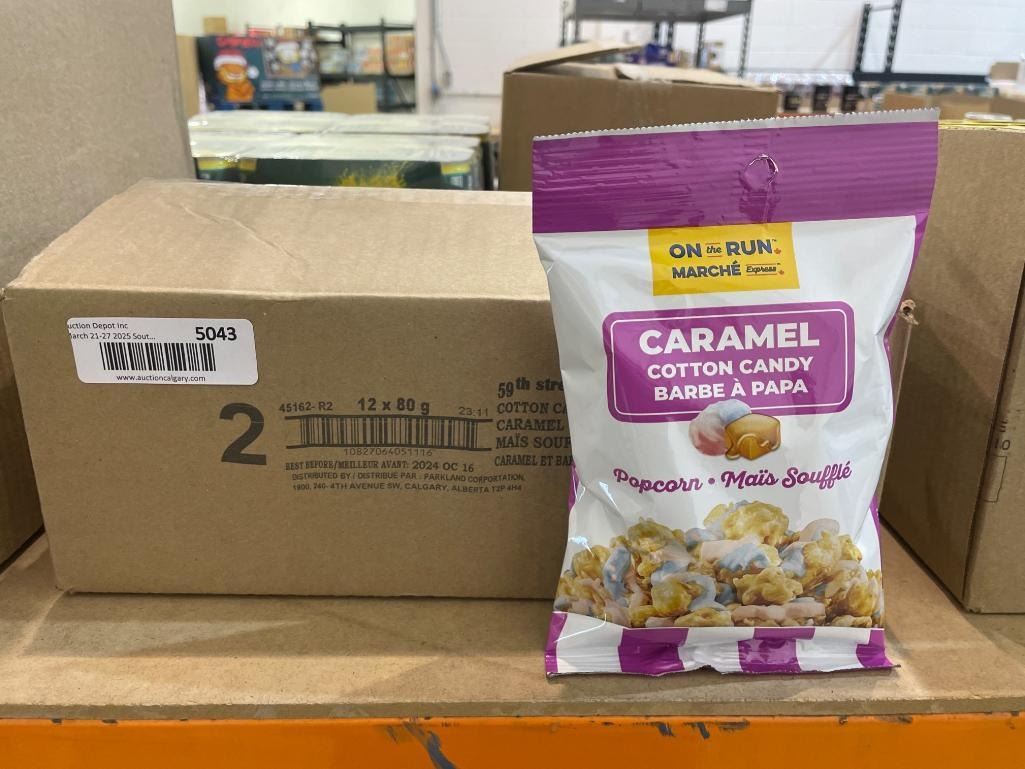 uction Depot Inc
arch 21-27 2025 Sout...
5043
www.auctioncalgary.com
2
45162-R2
12 x 80 g
23:11
10827064051116
BEST BEFORE/MEILLEUR AVANT: 2024 OC 16
DISTRIBUTED BY / DISTRIBUE PAR : PARKLAND CORPORATION,
1800, 240- 4TH AVENUE SW, CALGARY, ALBERTA T2P 4H4
59th stre
COTTON CA
CARAMEL
MAÏS SOUF
CARAMEL ET BA
ON the RUN™
MARCHÉ Express™
CARAMEL
COTTON CANDY
BARBE À PAPA
Popcorn • Maïs Soufflé